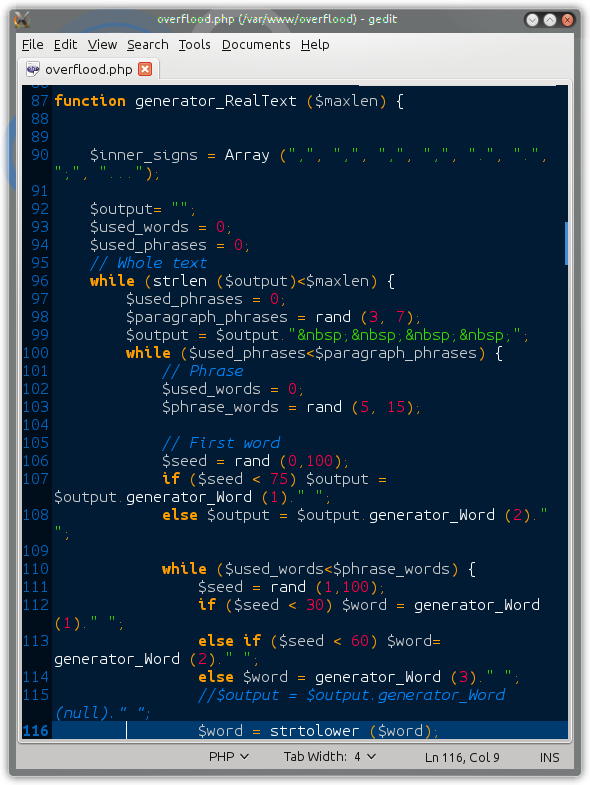 overflood.php (/var/www/overflood) - gedit
File Edit View Search Tools Documents Help
overflood.php
87 function generator_RealText ($maxlen) {
88
89
90 $inner_signs = Array (",", ",", ",", ",", ".", ".",
";", "...");
91
92 $output= "";
93 $used_words = 0;
94 $used_phrases = 0;
95 // Whole text
96 while (strlen ($output)<$maxlen) {
97 $used_phrases = 0;
98 $paragraph_phrases = rand (3, 7);
99 $output = $output."&nbsp;&nbsp;&nbsp;&nbsp;";
100 while ($used_phrases<$paragraph_phrases) {
101 // Phrase
102 $used_words = 0;
103 $phrase_words = rand (5, 15);
104
105 // First word
106 $seed = rand (0,100);
107 if ($seed < 75) $output =
$output.generator_Word (1)." ";
108 else $output = $output.generator_Word (2)."
";
109
110 while ($used_words<$phrase_words) {
111 $seed = rand (1,100);
112 if ($seed < 30) $word = generator_Word
(1)." ";
113 else if ($seed < 60) $word=
generator_Word (2)." ";
114 else $word = generator_Word (3)." ";
115 //$output = $output.generator_Word
(null)." ";
116 $word = strtolower ($word);
PHP Tab Width: 4 Ln 116, Col 9 INS